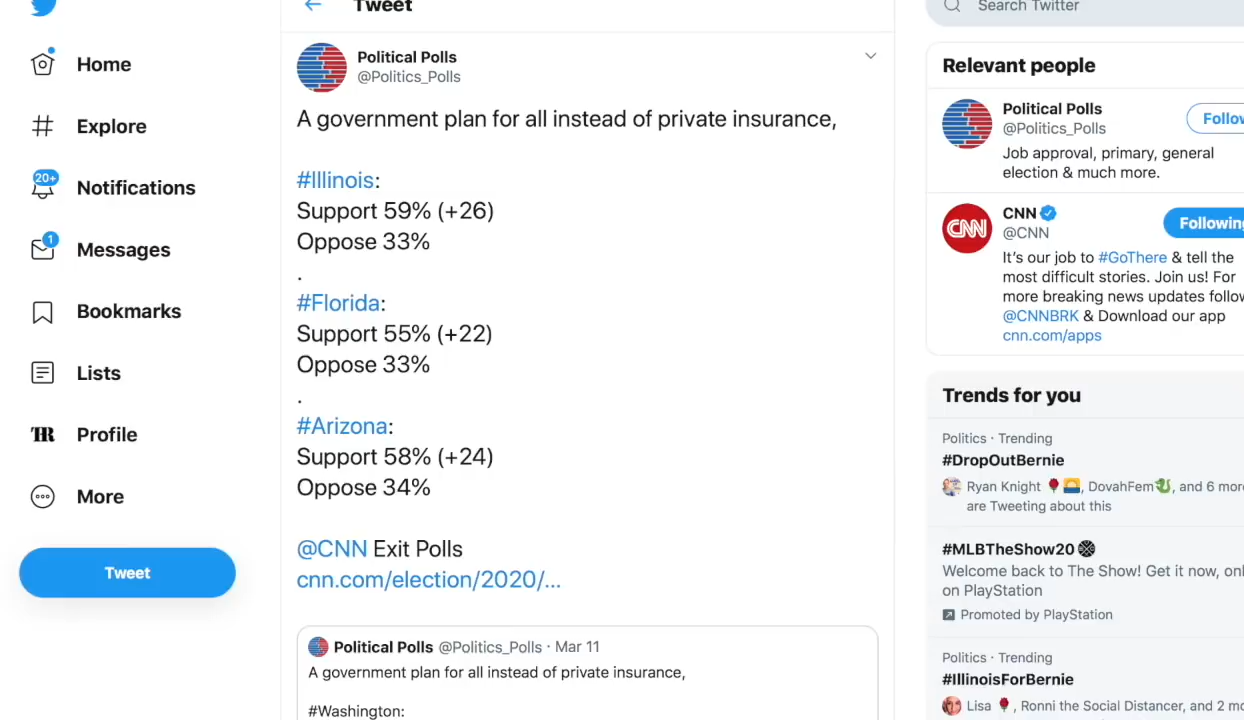 Tweet
Search Twitter
Home
Explore
20+
Notifications
1
Messages
Bookmarks
Lists
TR
Profile
More
Tweet
Political Polls
@Politics_Polls
A government plan for all instead of private insurance,
#Illinois:
Support 59% (+26)
Oppose 33%
.
#Florida:
Support 55% (+22)
Oppose 33%
.
#Arizona:
Support 58% (+24)
Oppose 34%
@CNN Exit Polls
cnn.com/election/2020/...
Political Polls @Politics_Polls · Mar 11
A government plan for all instead of private insurance,
#Washington:
Relevant people
Political Polls
@Politics_Polls
Job approval, primary, general
election & much more.
CNN
CNN
@CNN
Following
It's our job to #GoThere & tell the
most difficult stories. Join us! For
more breaking news updates
@CNNBRK & Download our app
cnn.com/apps
Trends for you
Politics · Trending
#DropOutBernie
Ryan Knight 🌹🌅, DovahFem🐉, and 6
are Tweeting about this
#MLBTheShow20
Welcome back to The Show! Get it now,
on PlayStation
Promoted by PlayStation
Politics · Trending
#IllinoisForBernie
Lisa 🌹, Ronni the Social Distancer, and 2